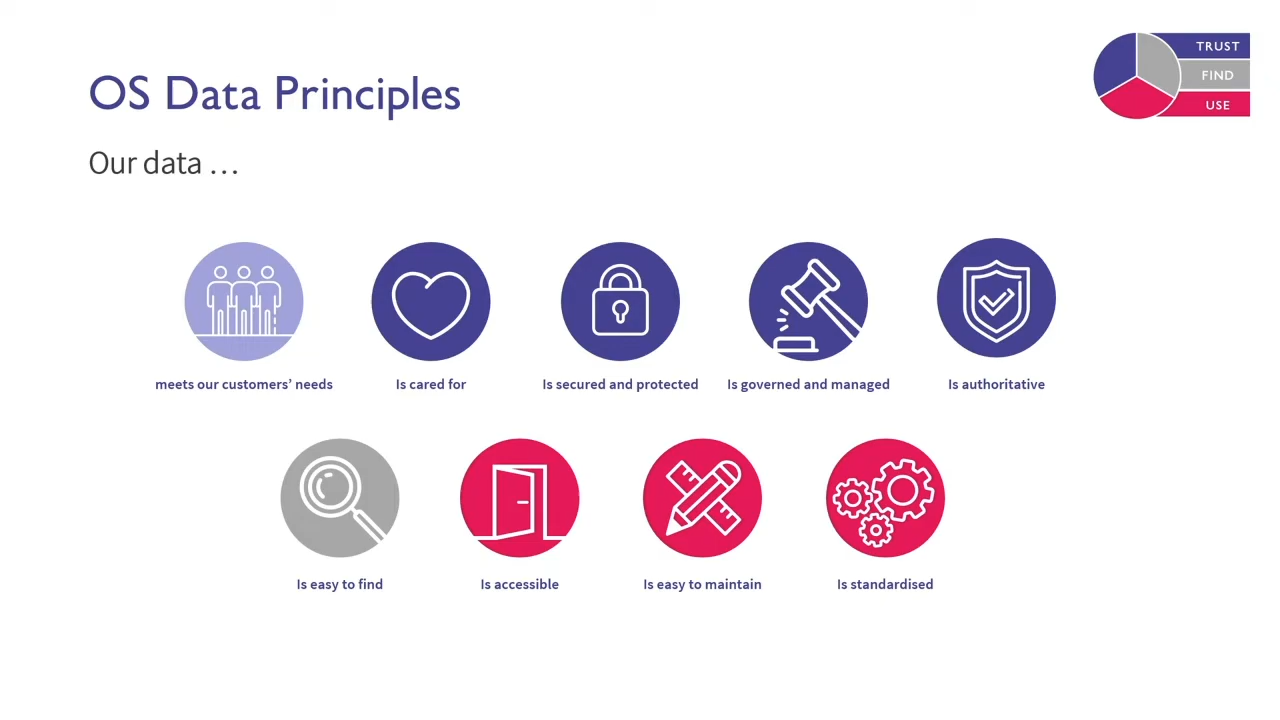 OS Data Principles
TRUST
FIND
USE
Our data …
meets our customers’ needs
Is cared for
Is secured and protected
Is governed and managed
Is authoritative
Is easy to find
Is accessible
Is easy to maintain
Is standardised